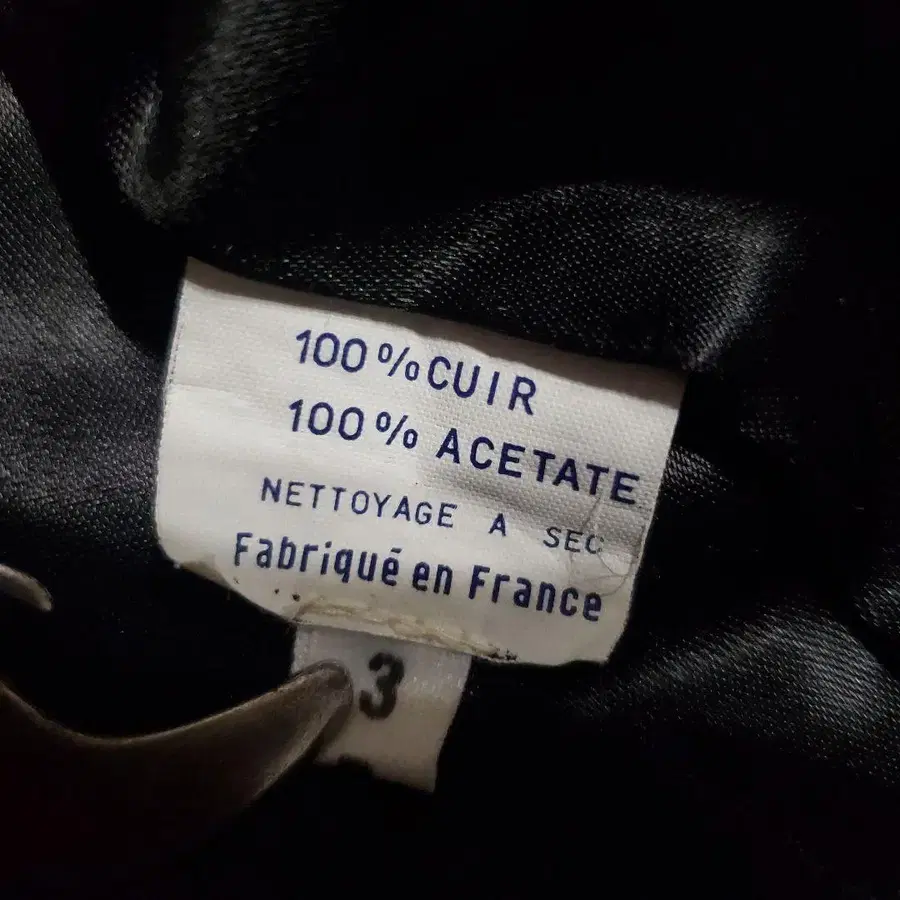 100%CUIR
100% ACETATE
NETTOYAGE A SEC
Fabriqué en France
3